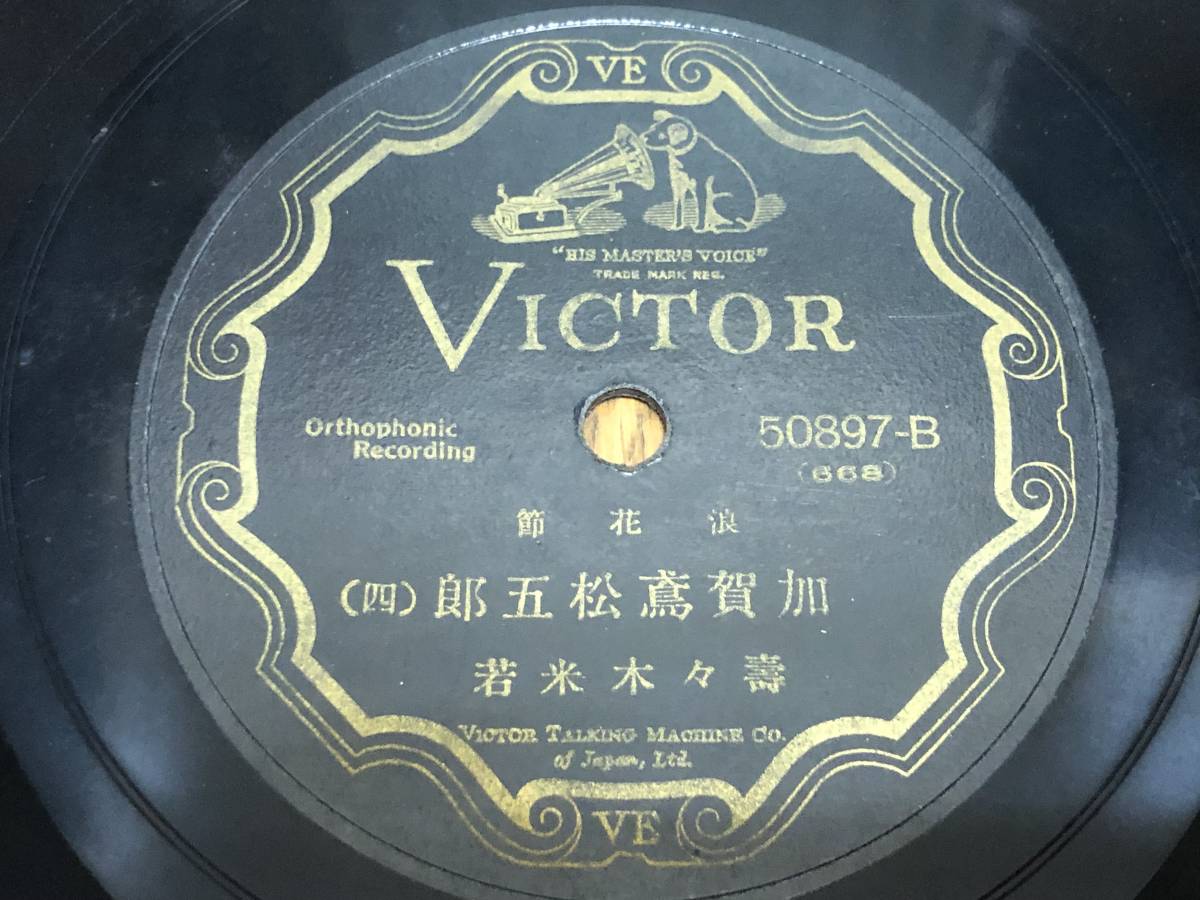 VE
"HIS MASTER'S VOICE"
TRADE MARK REG.
VICTOR
Orthophonic
Recording
50897-B
(668)
浪花節
加賀鳶松五郎(四)
壽々木米若
VICTOR TALKING MACHINE CO.
of Japan, Ltd.
VE